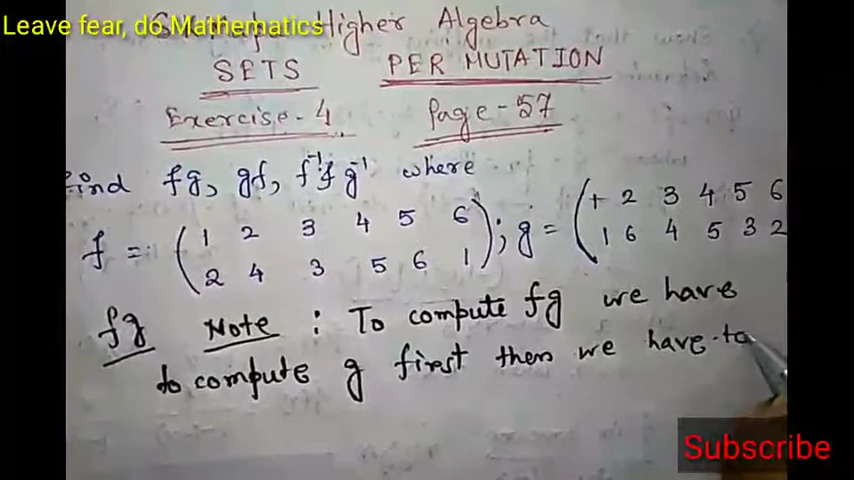 Leave fear, do Mathematics
Higher Algebra
SETS PERMUTATION
Exercise-4 Page-57
find fg, gf, f⁻¹g⁻¹ where
f = ( 1 2 3 4 5 6 ) ; g = ( 1 2 3 4 5 6
2 4 3 5 6 1 1 6 4 5 3 2
fg Note : To compute fg we have
to compute g first then we have to
Subscribe